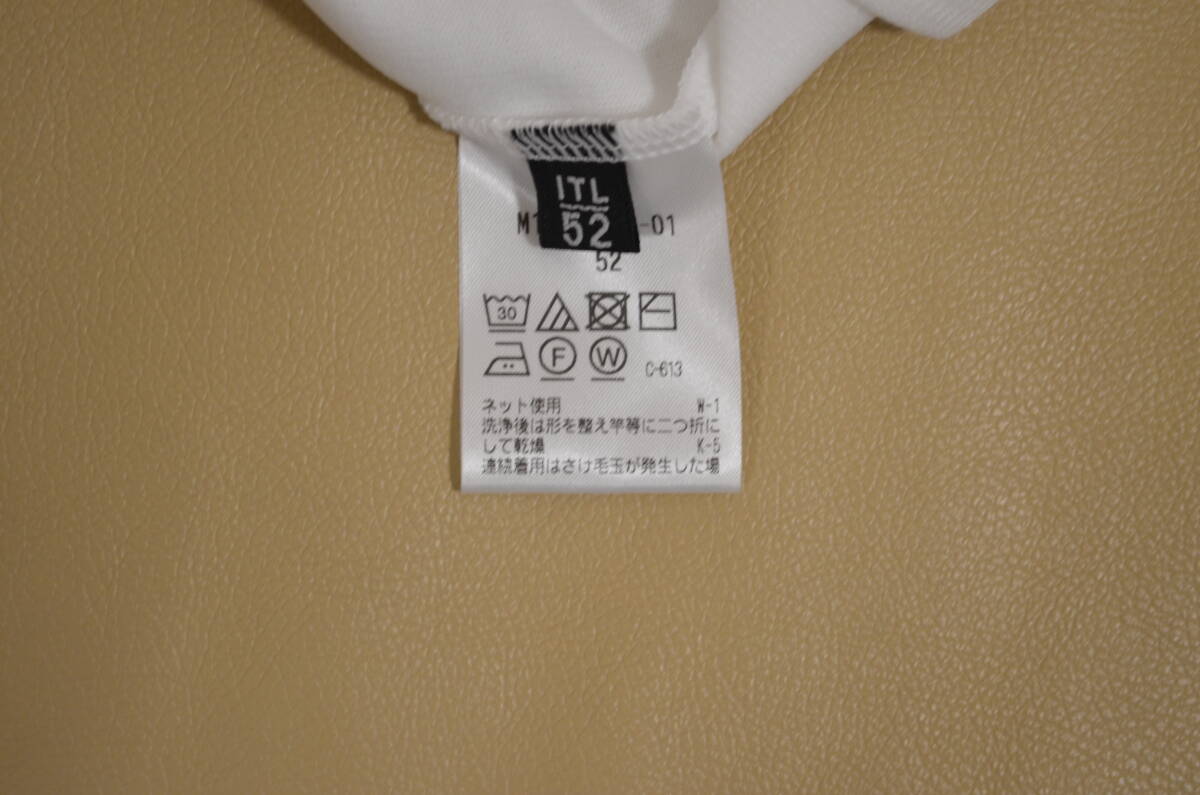 ITL
52
-01
52
30
F W C-613
ネット使用 W-1
洗浄後は形を整え竿等に二つ折に
して乾燥 K-5
連続着用はさけ毛玉が発生した場